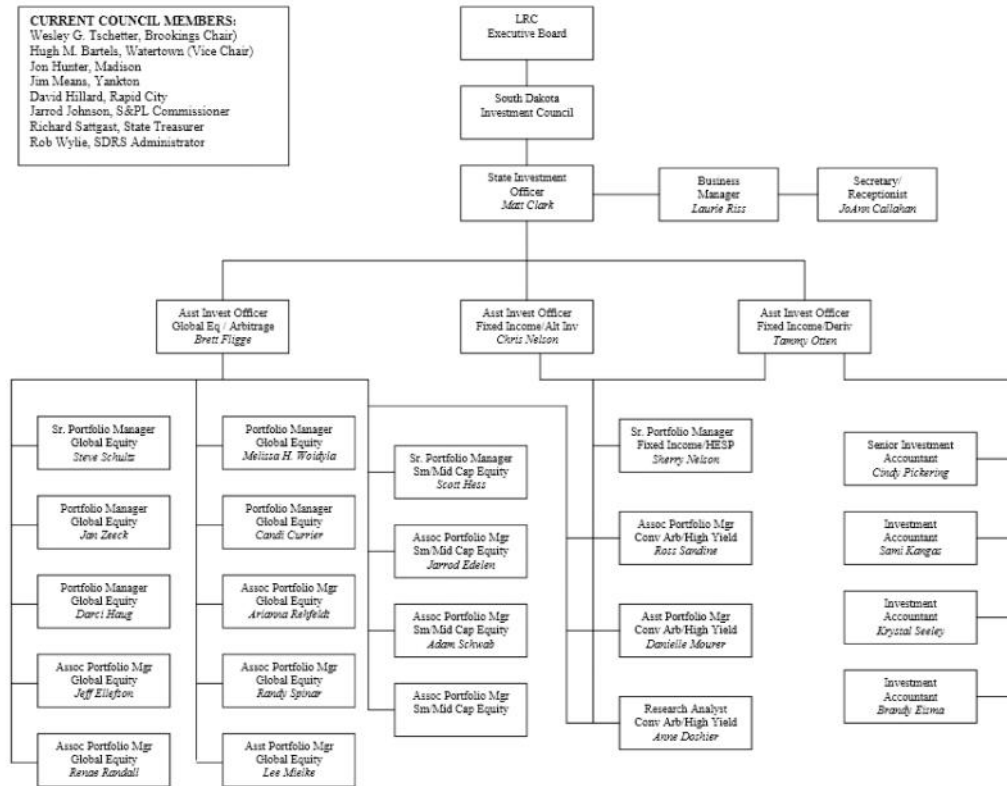 CURRENT COUNCIL MEMBERS:
Wesley G. Tschetter, Brookings Chair)
Hugh M. Bartels, Watertown (Vice Chair)
Jon Hunter, Madison
Jim Means, Yankton
David Hillard, Rapid City
Jarrod Johnson, S&PL Commissioner
Richard Sattgast, State Treasurer
Rob Wylie, SDRS Administrator
LRC
Executive Board
South Dakota
Investment Council
State Investment
Officer
Matt Clark
Business
Manager
Laurie Riss
Secretary/
Receptionist
JoAnn Callahan
Asst Invest Officer
Global Eq / Arbitrage
Brett Fligge
Asst Invest Officer
Fixed Income/Alt Inv
Chris Nelson
Asst Invest Officer
Fixed Income/Deriv
Tammy Otten
Sr. Portfolio Manager
Global Equity
Steve Schultz
Portfolio Manager
Global Equity
Jan Zeeck
Portfolio Manager
Global Equity
Darci Haug
Assoc Portfolio Mgr
Global Equity
Jeff Ellefson
Assoc Portfolio Mgr
Global Equity
Renae Randall
Portfolio Manager
Global Equity
Melissa H. Woidyla
Portfolio Manager
Global Equity
Candi Currier
Assoc Portfolio Mgr
Global Equity
Arianna Rehfeldt
Assoc Portfolio Mgr
Global Equity
Randy Spinar
Asst Portfolio Mgr
Global Equity
Lee Mielke
Sr. Portfolio Manager
Sm/Mid Cap Equity
Scott Hess
Assoc Portfolio Mgr
Sm/Mid Cap Equity
Jarrod Edelen
Assoc Portfolio Mgr
Sm/Mid Cap Equity
Adam Schwab
Assoc Portfolio Mgr
Sm/Mid Cap Equity
Sr. Portfolio Manager
Fixed Income/HESP
Sherry Nelson
Assoc Portfolio Mgr
Conv Arb/High Yield
Ross Sandine
Asst Portfolio Mgr
Conv Arb/High Yield
Danielle Mourer
Research Analyst
Conv Arb/High Yield
Anne Doshier
Senior Investment
Accountant
Cindy Pickering
Investment
Accountant
Sami Kangas
Investment
Accountant
Krystal Seeley
Investment
Accountant
Brandy Eisma